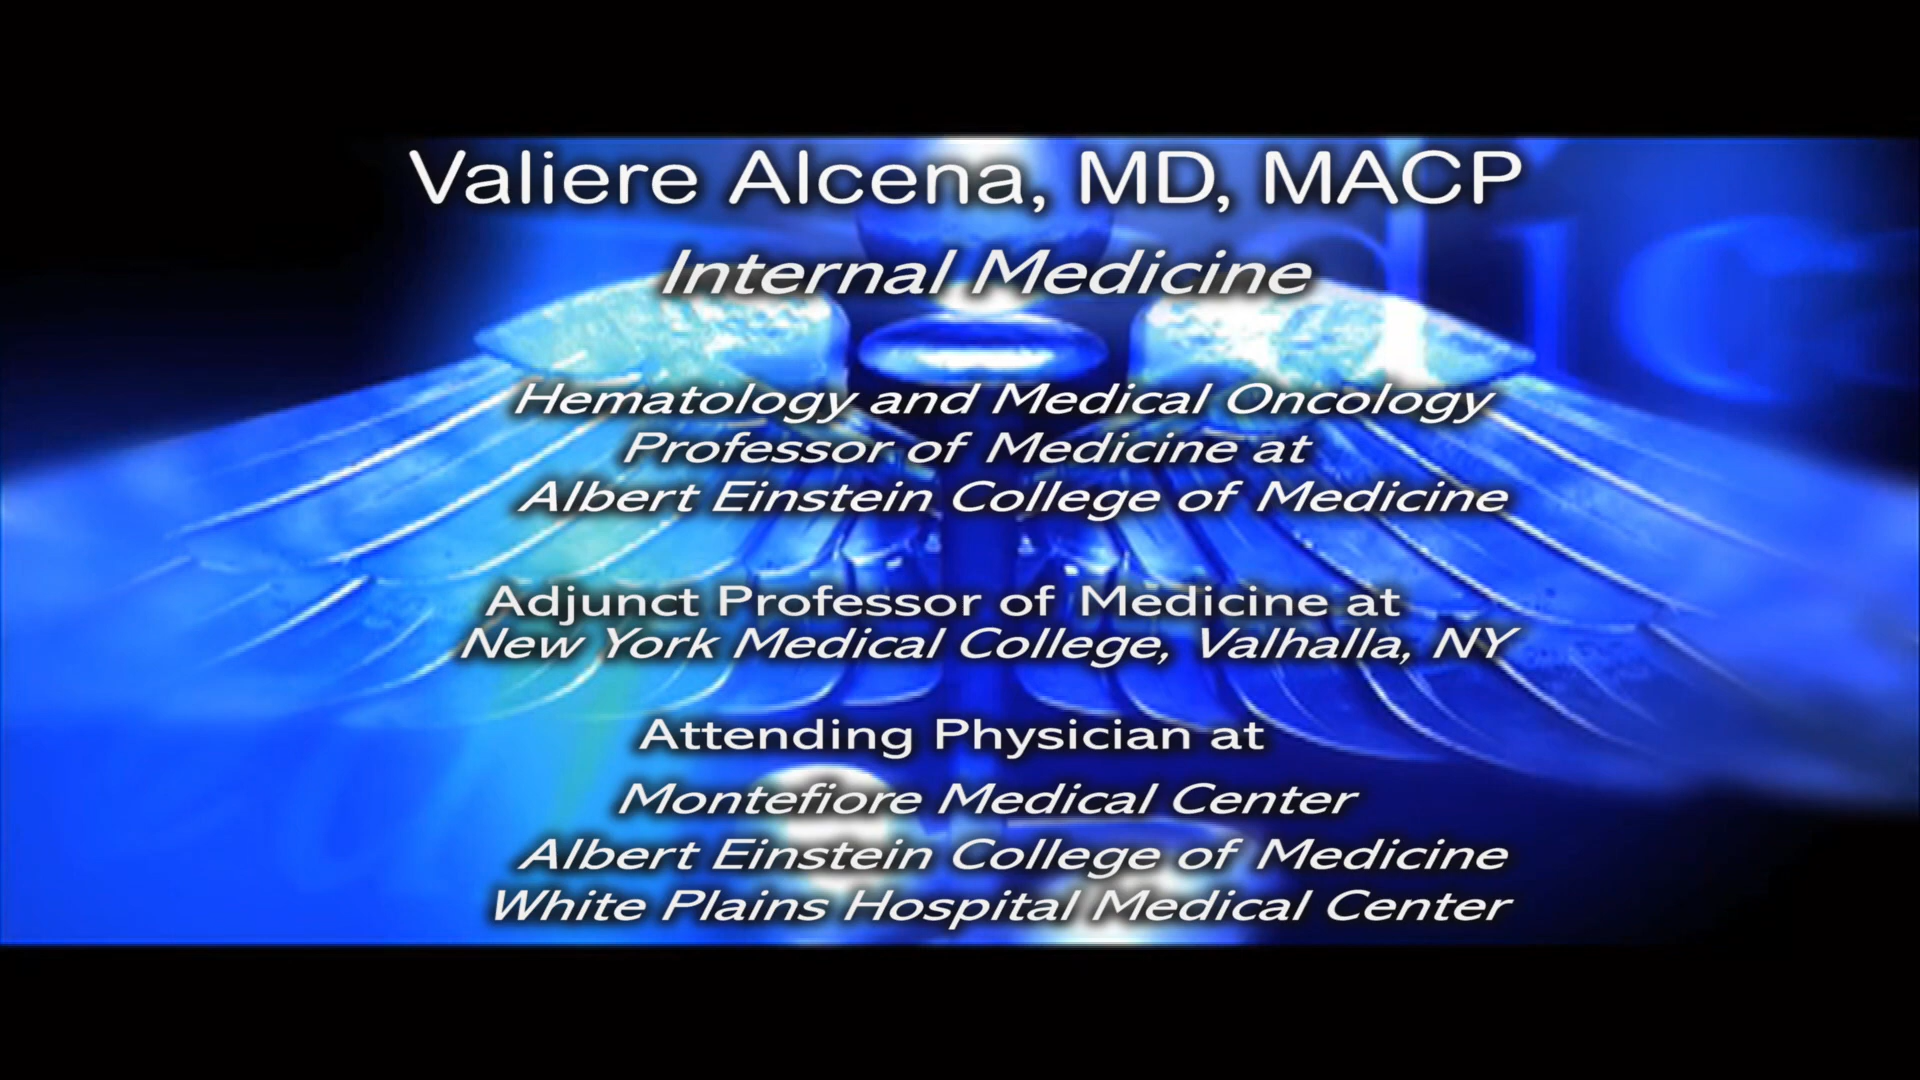 Valiere Alcena, MD, MACP
Internal Medicine
Hematology and Medical Oncology
Professor of Medicine at
Albert Einstein College of Medicine
Adjunct Professor of Medicine at
New York Medical College, Valhalla, NY
Attending Physician at
Montefiore Medical Center
Albert Einstein College of Medicine
White Plains Hospital Medical Center